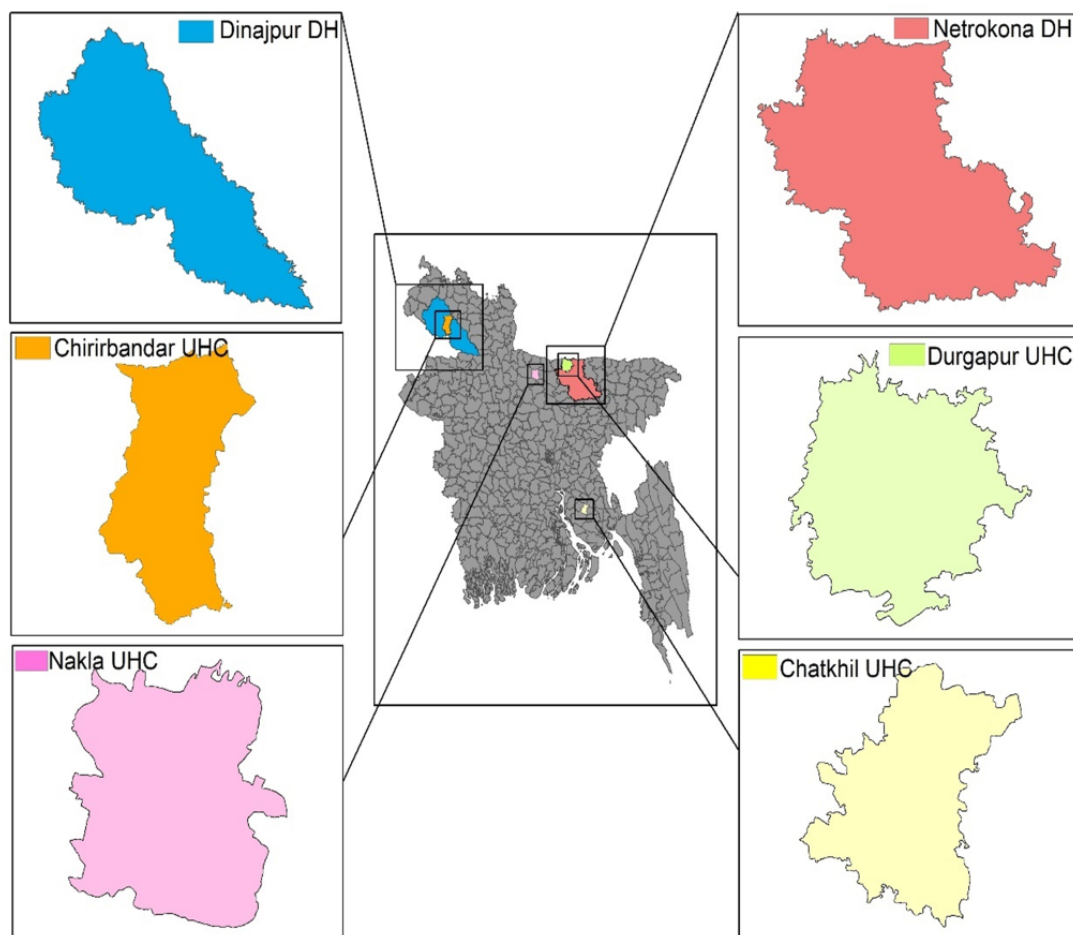 Dinajpur DH
Netrokona DH
Chirirbandar UHC
Durgapur UHC
Nakla UHC
Chatkhil UHC